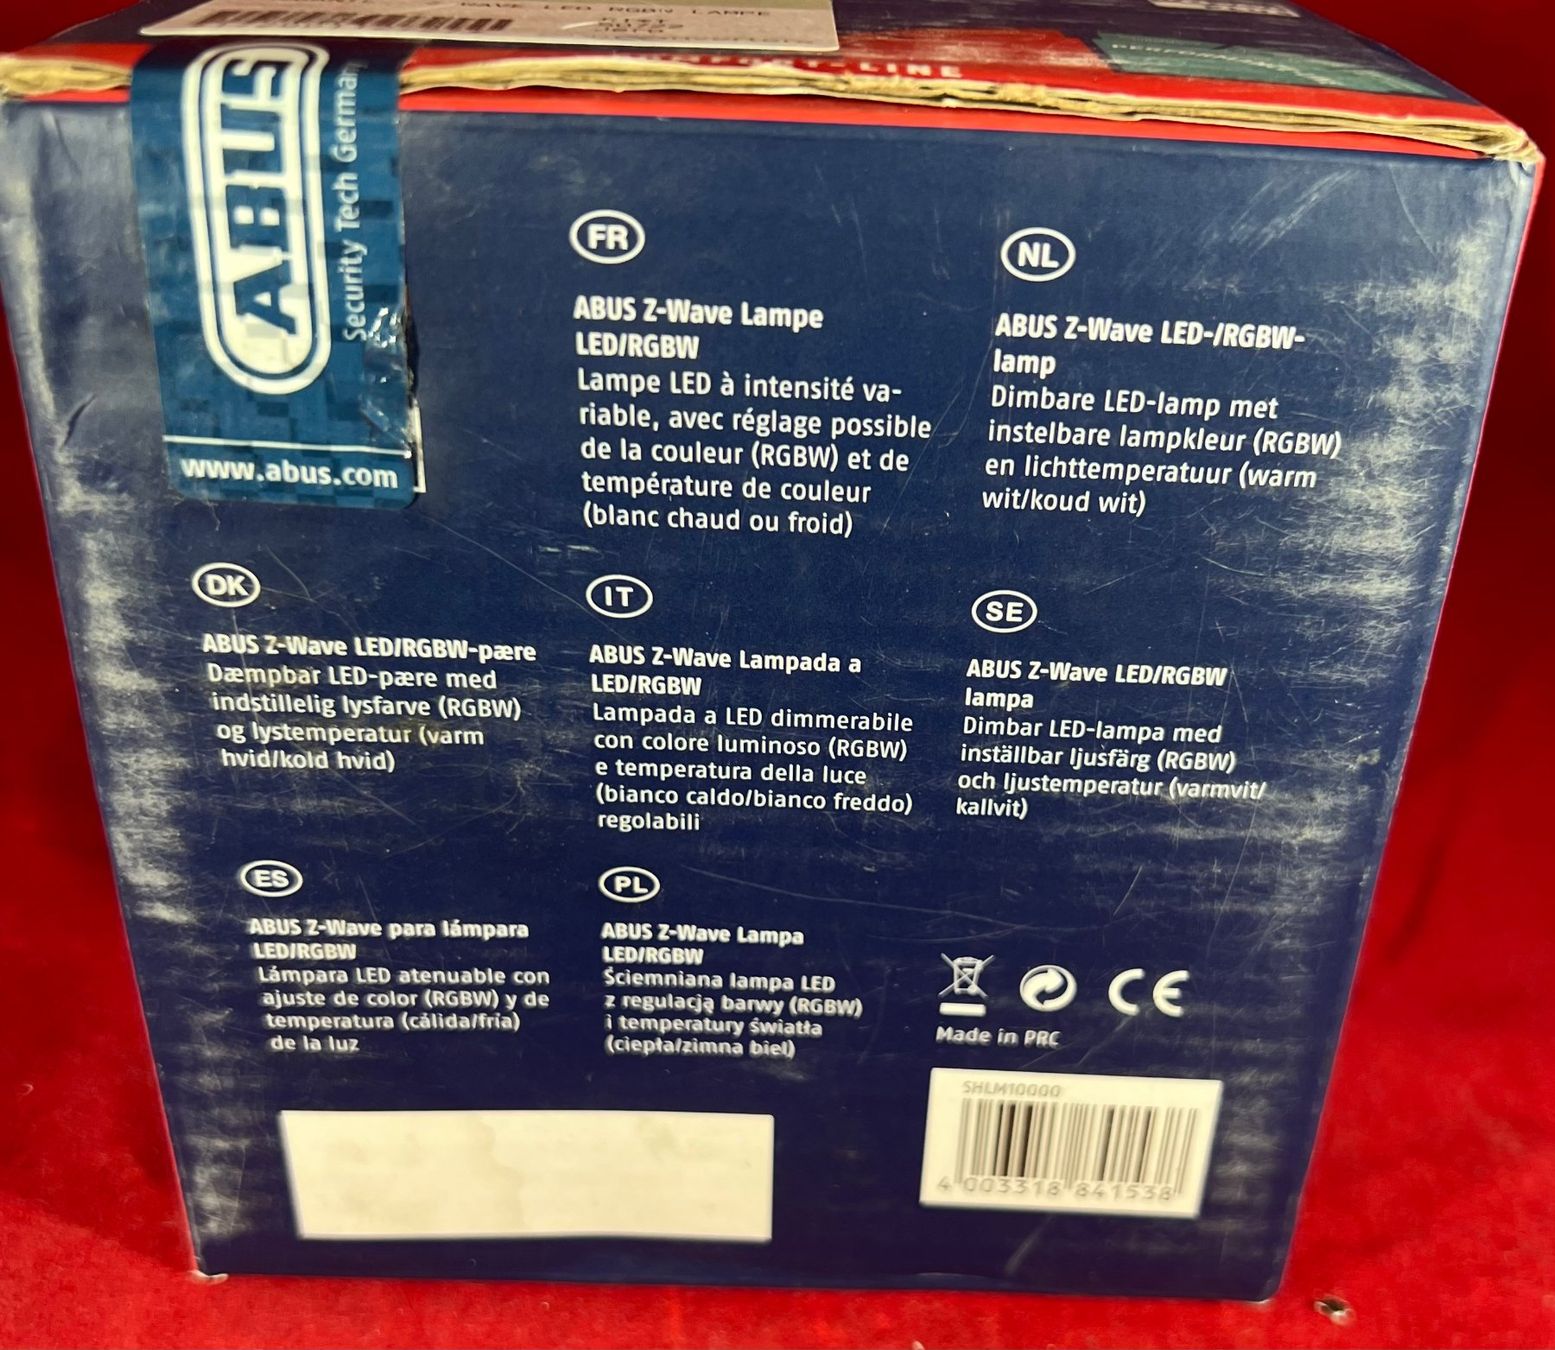 WAVE LED RGBW LAMPE
COMFORT-LINE
ABUS
Security Tech Germany
www.abus.com
FR
ABUS Z-Wave Lampe
LED/RGBW
Lampe LED à intensité va-
riable, avec réglage possible
de la couleur (RGBW) et de
température de couleur
(blanc chaud ou froid)
NL
ABUS Z-Wave LED-/RGBW-
lamp
Dimbare LED-lamp met
instelbare lampkleur (RGBW)
en lichttemperatuur (warm
wit/koud wit)
DK
ABUS Z-Wave LED/RGBW-pære
Dæmpbar LED-pære med
indstillelig lysfarve (RGBW)
og lystemperatur (varm
hvid/kold hvid)
IT
ABUS Z-Wave Lampada a
LED/RGBW
Lampada a LED dimmerabile
con colore luminoso (RGBW)
e temperatura della luce
(bianco caldo/bianco freddo)
regolabili
SE
ABUS Z-Wave LED/RGBW
lampa
Dimbar LED-lampa med
inställbar ljusfärg (RGBW)
och ljustemperatur (varmvit/
kallvit)
ES
ABUS Z-Wave para lámpara
LED/RGBW
Lámpara LED atenuable con
ajuste de color (RGBW) y de
temperatura (cálida/fría)
de la luz
PL
ABUS Z-Wave Lampa
LED/RGBW
Ściemniana lampa LED
z regulacją barwy (RGBW)
i temperatury światła
(ciepła/zimna biel)
CE
Made in PRC
SHLM10000
4 003318 841538